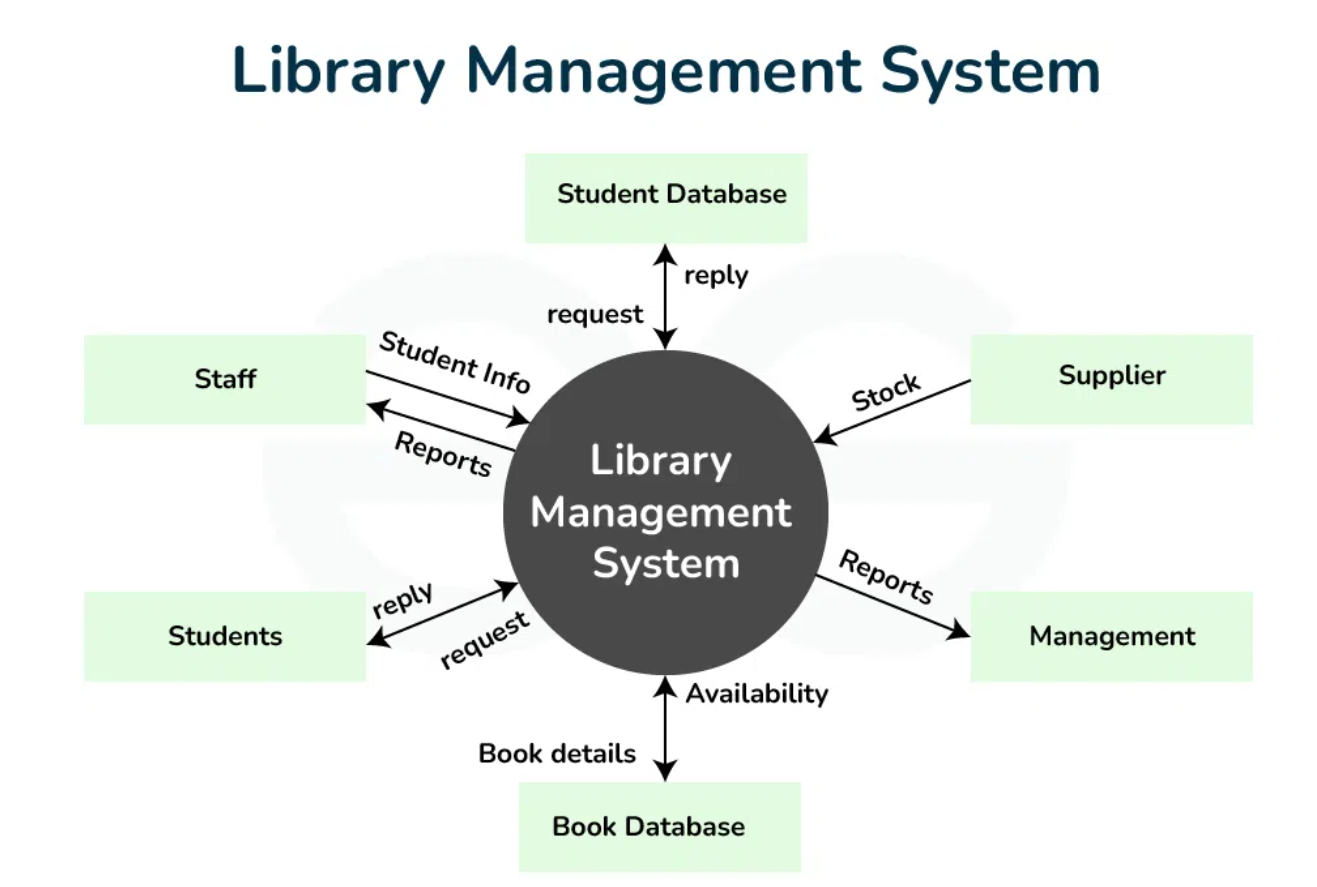 Library Management System
Student Database
reply
request
Student Info
Staff
Supplier
Stock
Reports
Library
Management
System
Reports
reply
request
Students
Management
Availability
Book details
Book Database